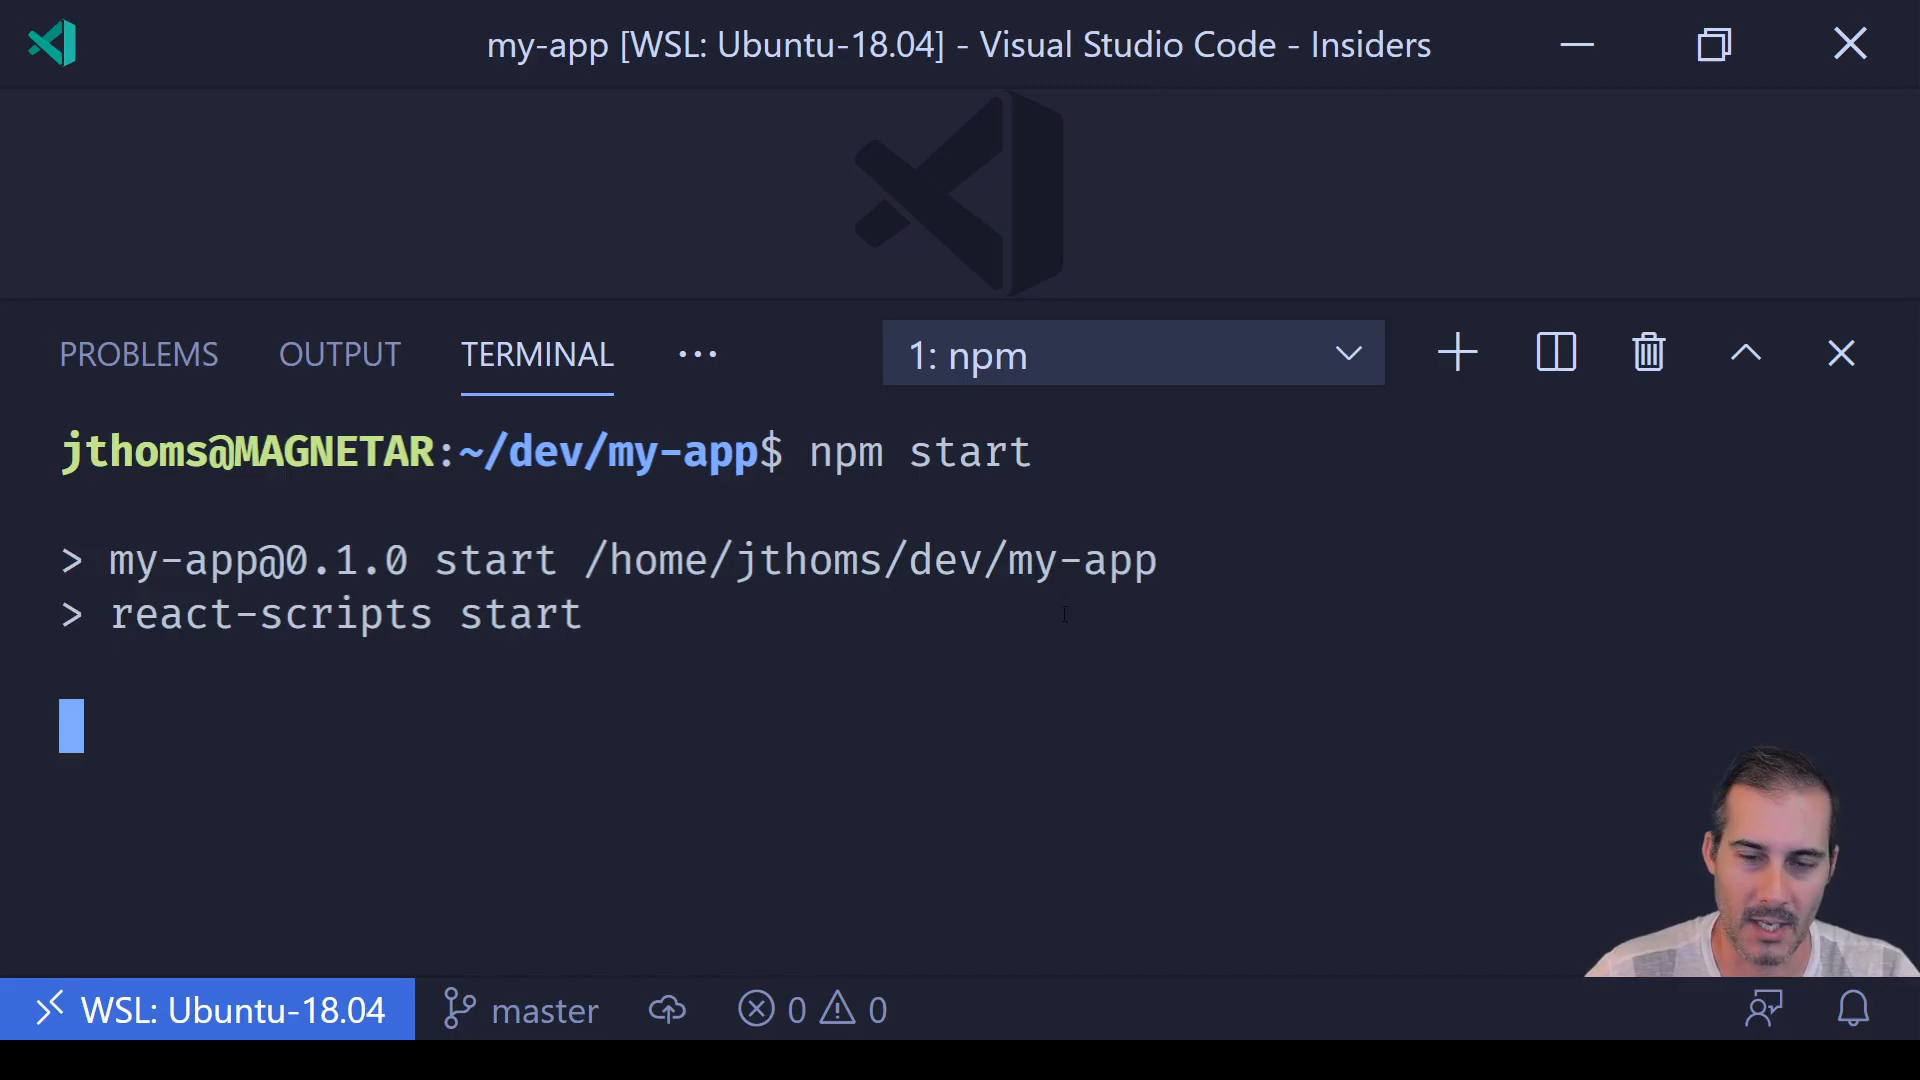 my-app [WSL: Ubuntu-18.04] - Visual Studio Code - Insiders
PROBLEMS OUTPUT TERMINAL ... 1: npm
jthoms@MAGNETAR:~/dev/my-app$ npm start
> my-app@0.1.0 start /home/jthoms/dev/my-app
> react-scripts start
WSL: Ubuntu-18.04 master 0 0